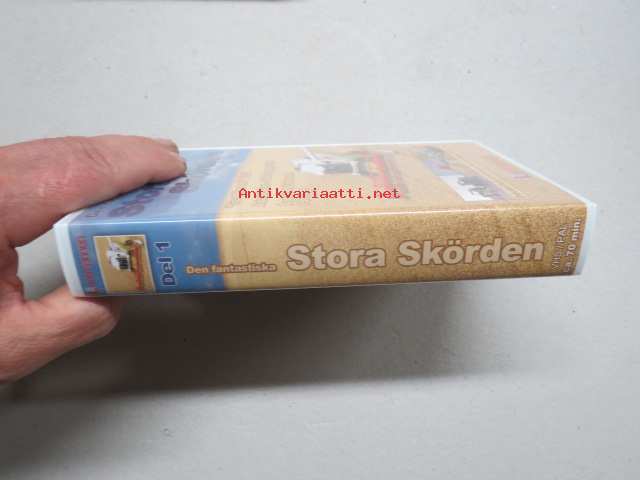 Antikvariaatti.net
Del 1
Den fantastiska
Stora Skörden
VHS PAL
ca. 70 min.